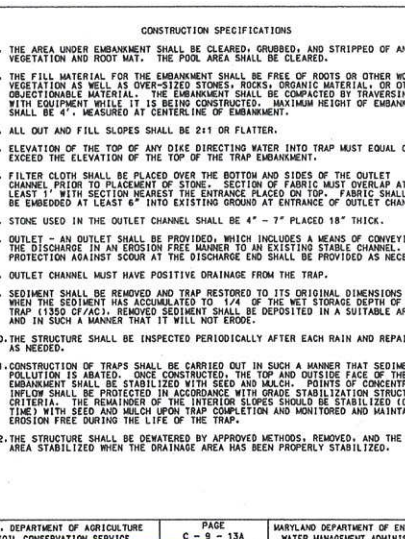 CONSTRUCTION SPECIFICATIONS
. THE AREA UNDER EMBANKMENT SHALL BE CLEARED, GRUBBED, AND STRIPPED OF AN
VEGETATION AND ROOT MAT. THE POOL AREA SHALL BE CLEARED.
. THE FILL MATERIAL FOR THE EMBANKMENT SHALL BE FREE OF ROOTS OR OTHER WO
VEGETATION AS WELL AS OVER-SIZED STONES, ROCKS, ORGANIC MATERIAL, OR OT
OBJECTIONABLE MATERIAL. THE EMBANKMENT SHALL BE COMPACTED BY TRAVERSIN
WITH EQUIPMENT WHILE IT IS BEING CONSTRUCTED. MAXIMUM HEIGHT OF EMBANK
SHALL BE 4', MEASURED AT CENTERLINE OF EMBANKMENT.
. ALL OUT AND FILL SLOPES SHALL BE 2:1 OR FLATTER.
. ELEVATION OF THE TOP OF ANY DIKE DIRECTING WATER INTO TRAP MUST EQUAL O
EXCEED THE ELEVATION OF THE TOP OF THE TRAP EMBANKMENT.
. FILTER CLOTH SHALL BE PLACED OVER THE BOTTOM AND SIDES OF THE OUTLET
CHANNEL PRIOR TO PLACEMENT OF STONE. SECTION OF FABRIC MUST OVERLAP AT
LEAST 1' WITH SECTION NEAREST THE ENTRANCE PLACED ON TOP. FABRIC SHALL
BE EMBEDDED AT LEAST 6" INTO EXISTING GROUND AT ENTRANCE OF OUTLET CHAN
. STONE USED IN THE OUTLET CHANNEL SHALL BE 4" - 7" PLACED 18" THICK.
. OUTLET - AN OUTLET SHALL BE PROVIDED, WHICH INCLUDES A MEANS OF CONVEYI
THE DISCHARGE IN AN EROSION FREE MANNER TO AN EXISTING STABLE CHANNEL.
PROTECTION AGAINST SCOUR AT THE DISCHARGE END SHALL BE PROVIDED AS NECE
. OUTLET CHANNEL MUST HAVE POSITIVE DRAINAGE FROM THE TRAP.
. SEDIMENT SHALL BE REMOVED AND TRAP RESTORED TO ITS ORIGINAL DIMENSIONS
WHEN THE SEDIMENT HAS ACCUMULATED TO 1/4 OF THE WET STORAGE DEPTH OF
TRAP (1350 CF/AC). REMOVED SEDIMENT SHALL BE DEPOSITED IN A SUITABLE AR
AND IN SUCH A MANNER THAT IT WILL NOT ERODE.
0. THE STRUCTURE SHALL BE INSPECTED PERIODICALLY AFTER EACH RAIN AND REPAI
AS NEEDED.
1. CONSTRUCTION OF TRAPS SHALL BE CARRIED OUT IN SUCH A MANNER THAT SEDIME
POLLUTION IS ABATED. ONCE CONSTRUCTED, THE TOP AND OUTSIDE FACE OF THE
EMBANKMENT SHALL BE STABILIZED WITH SEED AND MULCH. POINTS OF CONCENTR
INFLOW SHALL BE PROTECTED IN ACCORDANCE WITH GRADE STABILIZATION STRUCT
CRITERIA. THE REMAINDER OF THE INTERIOR SLOPES SHOULD BE STABILIZED (O
TIME) WITH SEED AND MULCH UPON TRAP COMPLETION AND MONITORED AND MAINTA
EROSION FREE DURING THE LIFE OF THE TRAP.
2. THE STRUCTURE SHALL BE DEWATERED BY APPROVED METHODS, REMOVED, AND THE
AREA STABILIZED WHEN THE DRAINAGE AREA HAS BEEN PROPERLY STABILIZED.
. DEPARTMENT OF AGRICULTURE
PAGE
MARYLAND DEPARTMENT OF EN
OIL CONSERVATION SERVICE
C - 9 - 13A
WATER MANAGEMENT ADMINIS